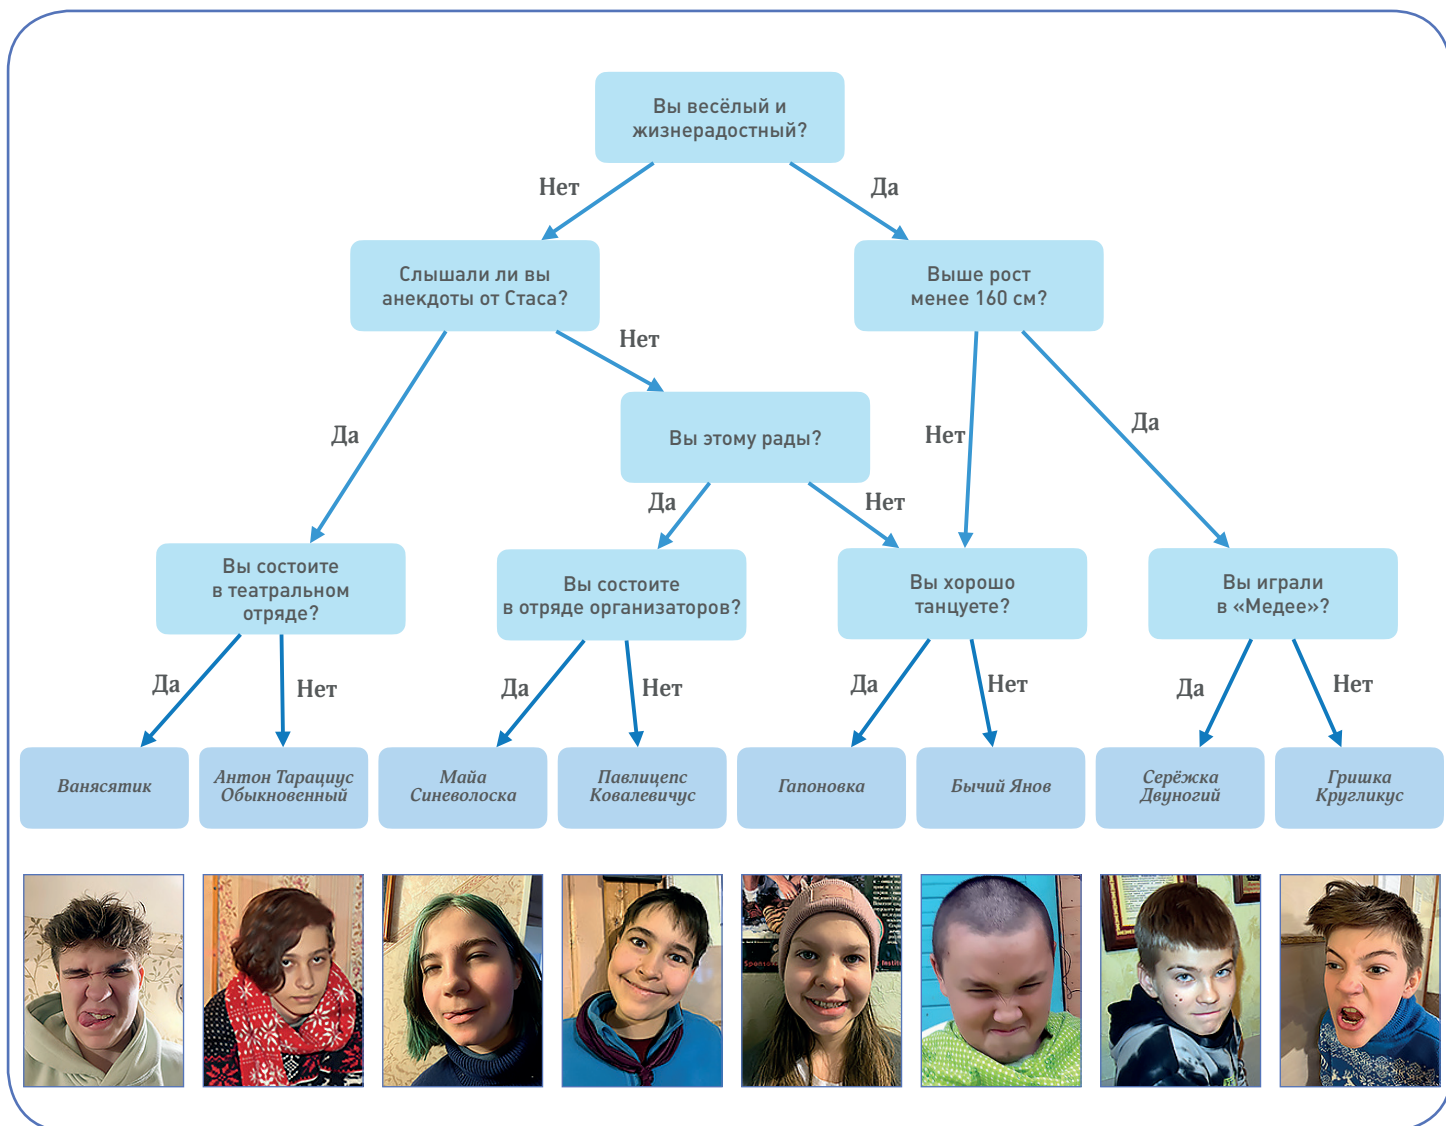 Вы весёлый и
жизнерадостный?
Нет
Да
Слышали ли вы
анекдоты от Стаса?
Выше рост
менее 160 см?
Нет
Да
Нет
Да
Вы этому рады?
Да
Нет
Вы состоите
в театральном
отряде?
Вы состоите
в отряде организаторов?
Вы хорошо
танцуете?
Вы играли
в «Медее»?
Да
Нет
Да
Нет
Да
Нет
Да
Нет
Ванясятик
Антон Тарациус
Обыкновенный
Майа
Синеволоска
Павлицепс
Ковалевичус
Гапоновка
Бычий Янов
Серёжка
Двуногий
Гришка
Кругликус